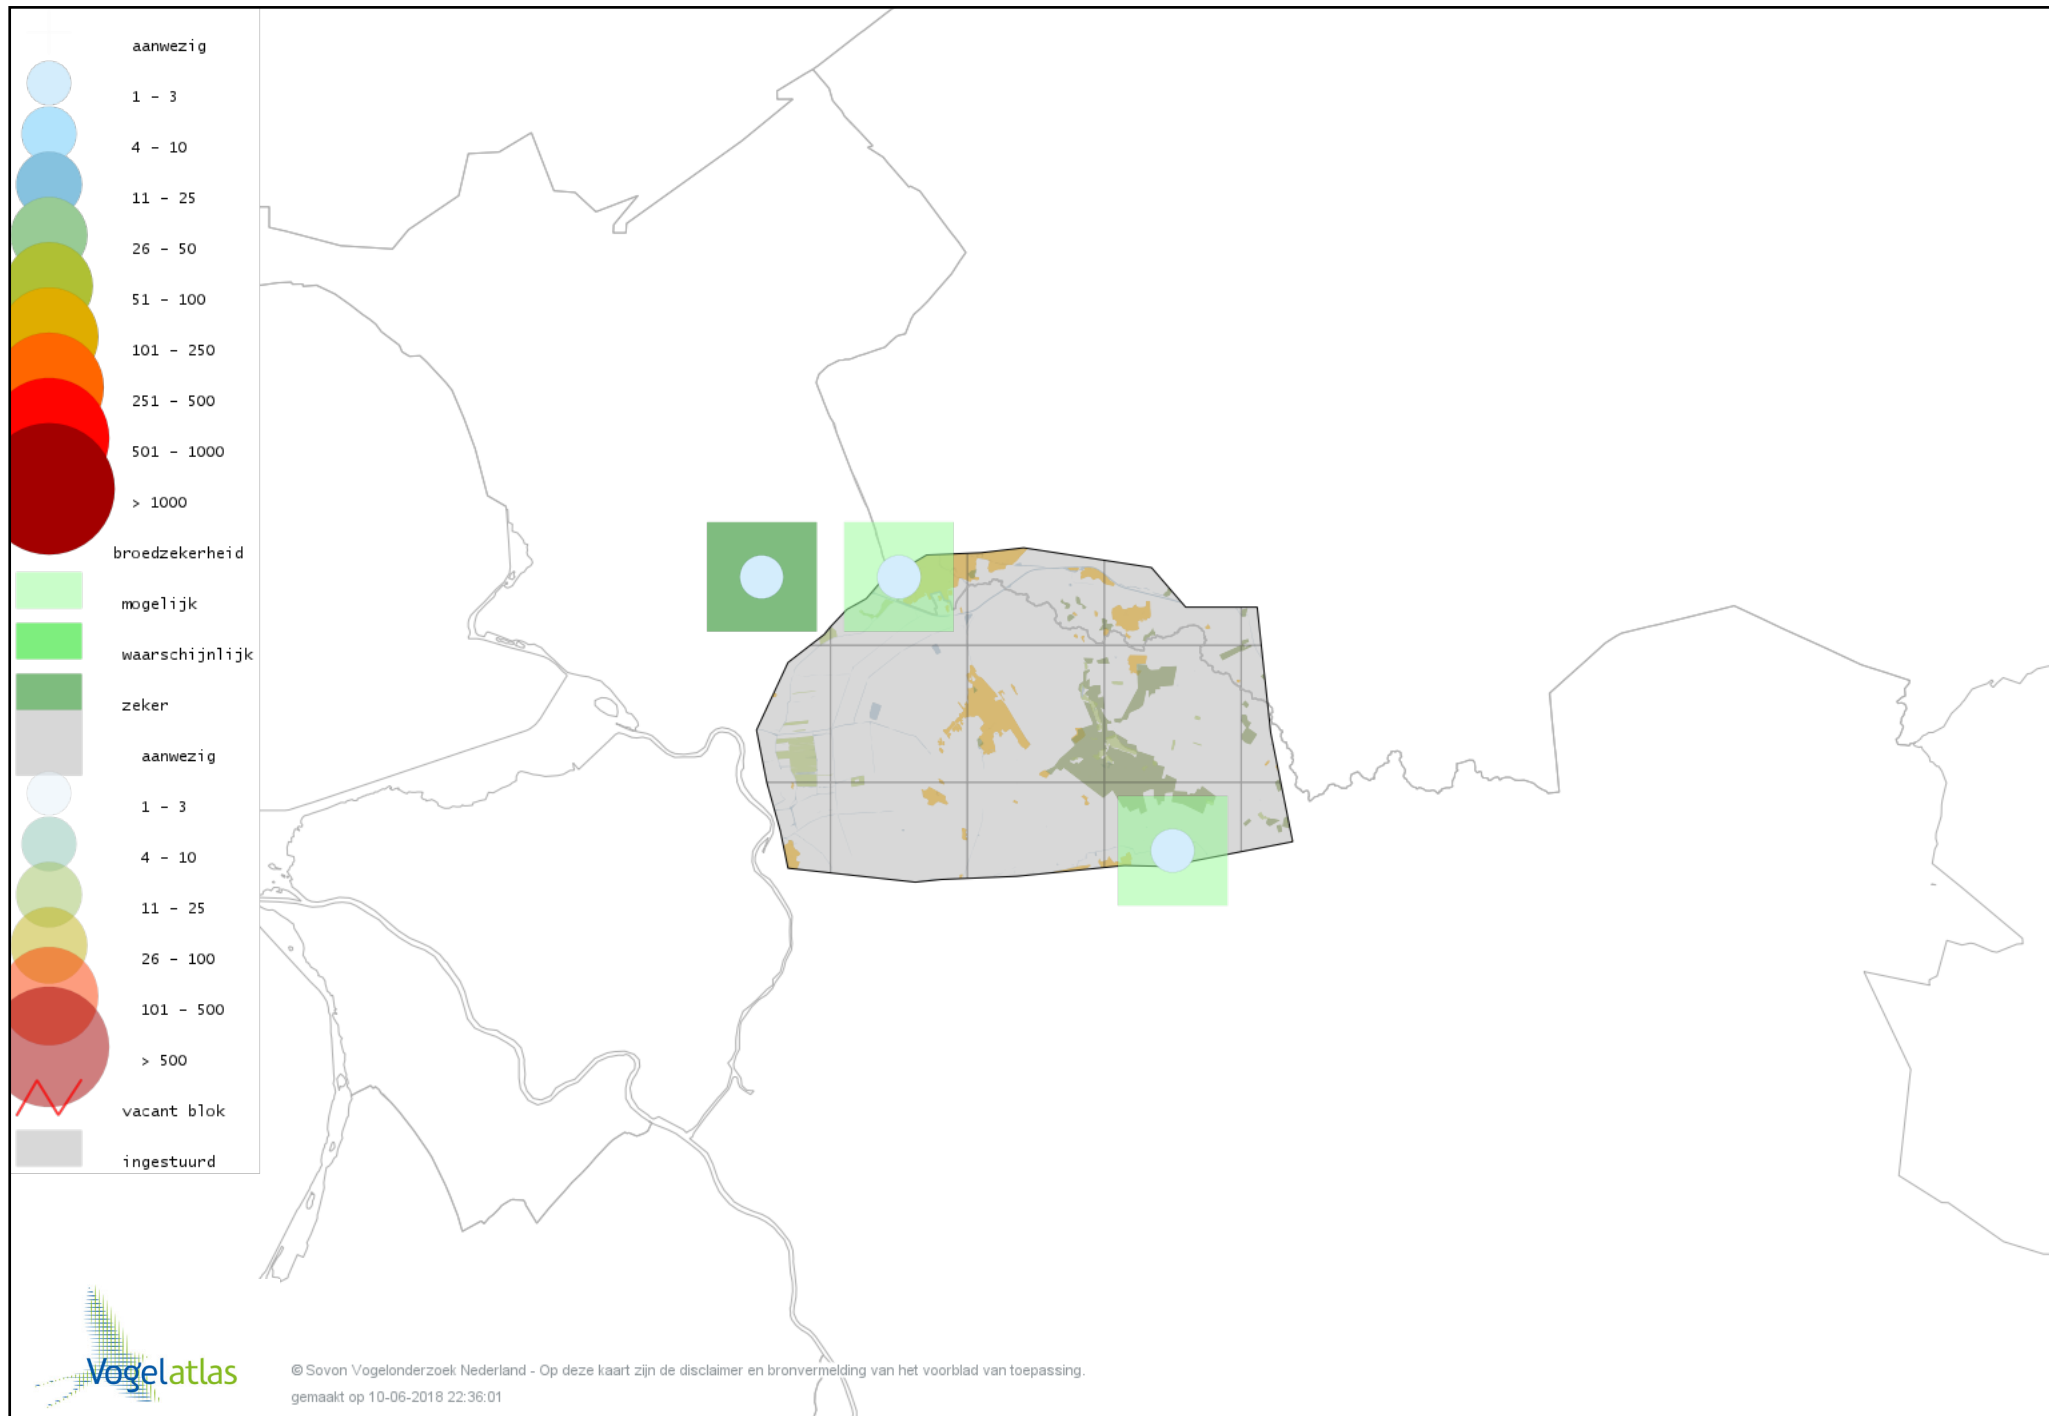 aanwezig
1 - 3
4 - 10
11 - 25
26 - 50
51 - 100
101 - 250
251 - 500
501 - 1000
> 1000
broedzekerheid
mogelijk
waarschijnlijk
zeker
aanwezig
1 - 3
4 - 10
11 - 25
26 - 100
101 - 500
> 500
vacant blok
ingestuurd
Vogelatlas
© Sovon Vogelonderzoek Nederland - Op deze kaart zijn de disclaimer en bronvermelding van het voorblad van toepassing.
gemaakt op 10-06-2018 22:36:01